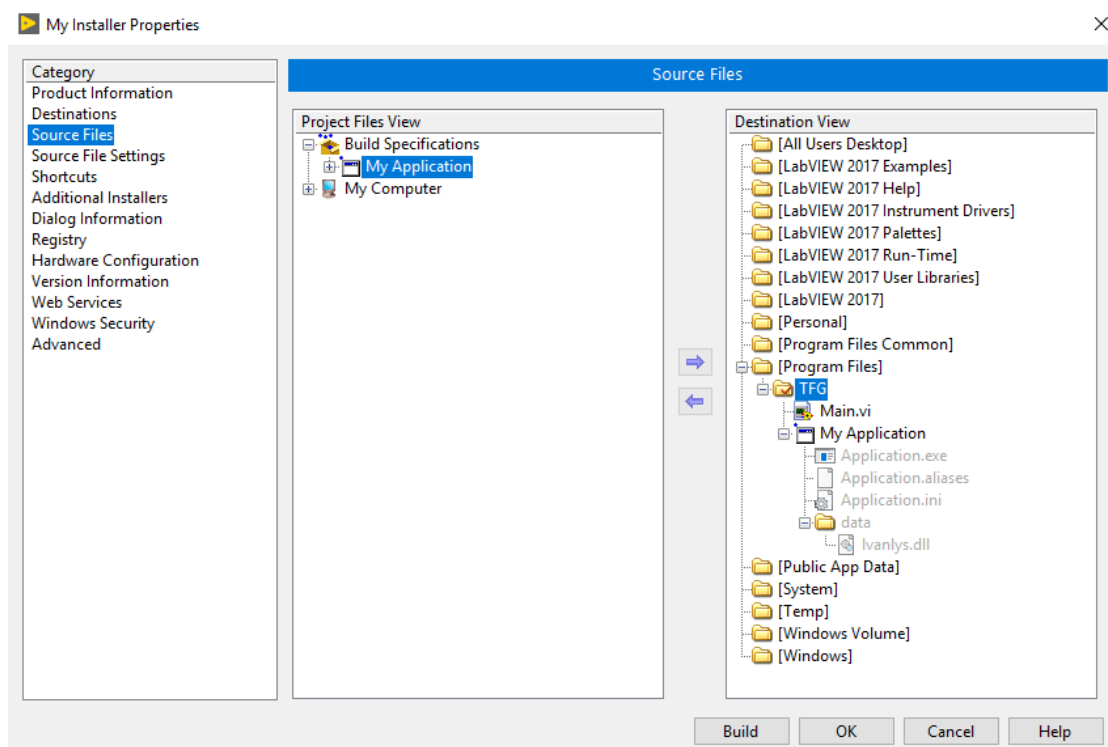 My Installer Properties
Category
Product Information
Destinations
Source Files
Source File Settings
Shortcuts
Additional Installers
Dialog Information
Registry
Hardware Configuration
Version Information
Web Services
Windows Security
Advanced
Source Files
Project Files View
Build Specifications
My Application
My Computer
Destination View
[All Users Desktop]
[LabVIEW 2017 Examples]
[LabVIEW 2017 Help]
[LabVIEW 2017 Instrument Drivers]
[LabVIEW 2017 Palettes]
[LabVIEW 2017 Run-Time]
[LabVIEW 2017 User Libraries]
[LabVIEW 2017]
[Personal]
[Program Files Common]
[Program Files]
TFG
Main.vi
My Application
Application.exe
Application.aliases
Application.ini
data
lvanlys.dll
[Public App Data]
[System]
[Temp]
[Windows Volume]
[Windows]
Build
OK
Cancel
Help